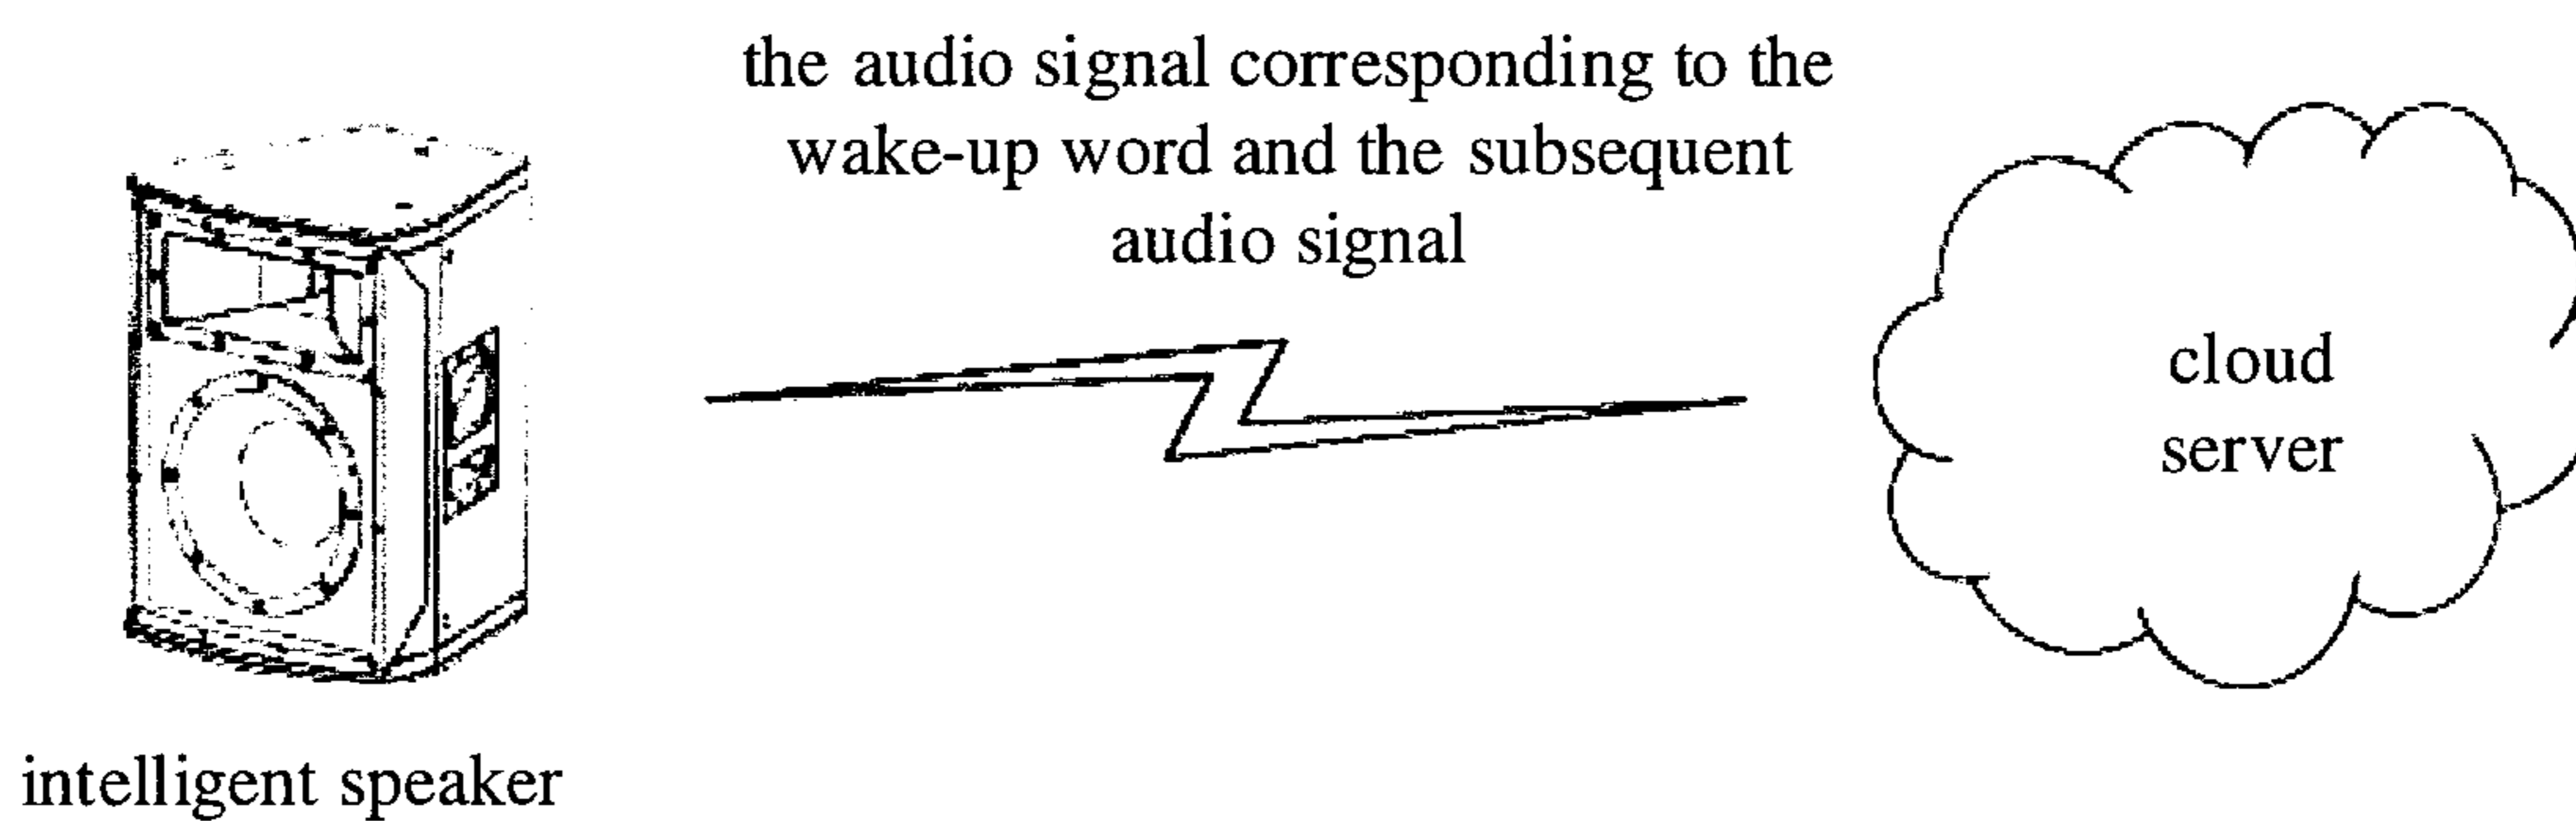 the audio signal corresponding to the
wake-up word and the subsequent
audio signal
cloud
server
intelligent speaker